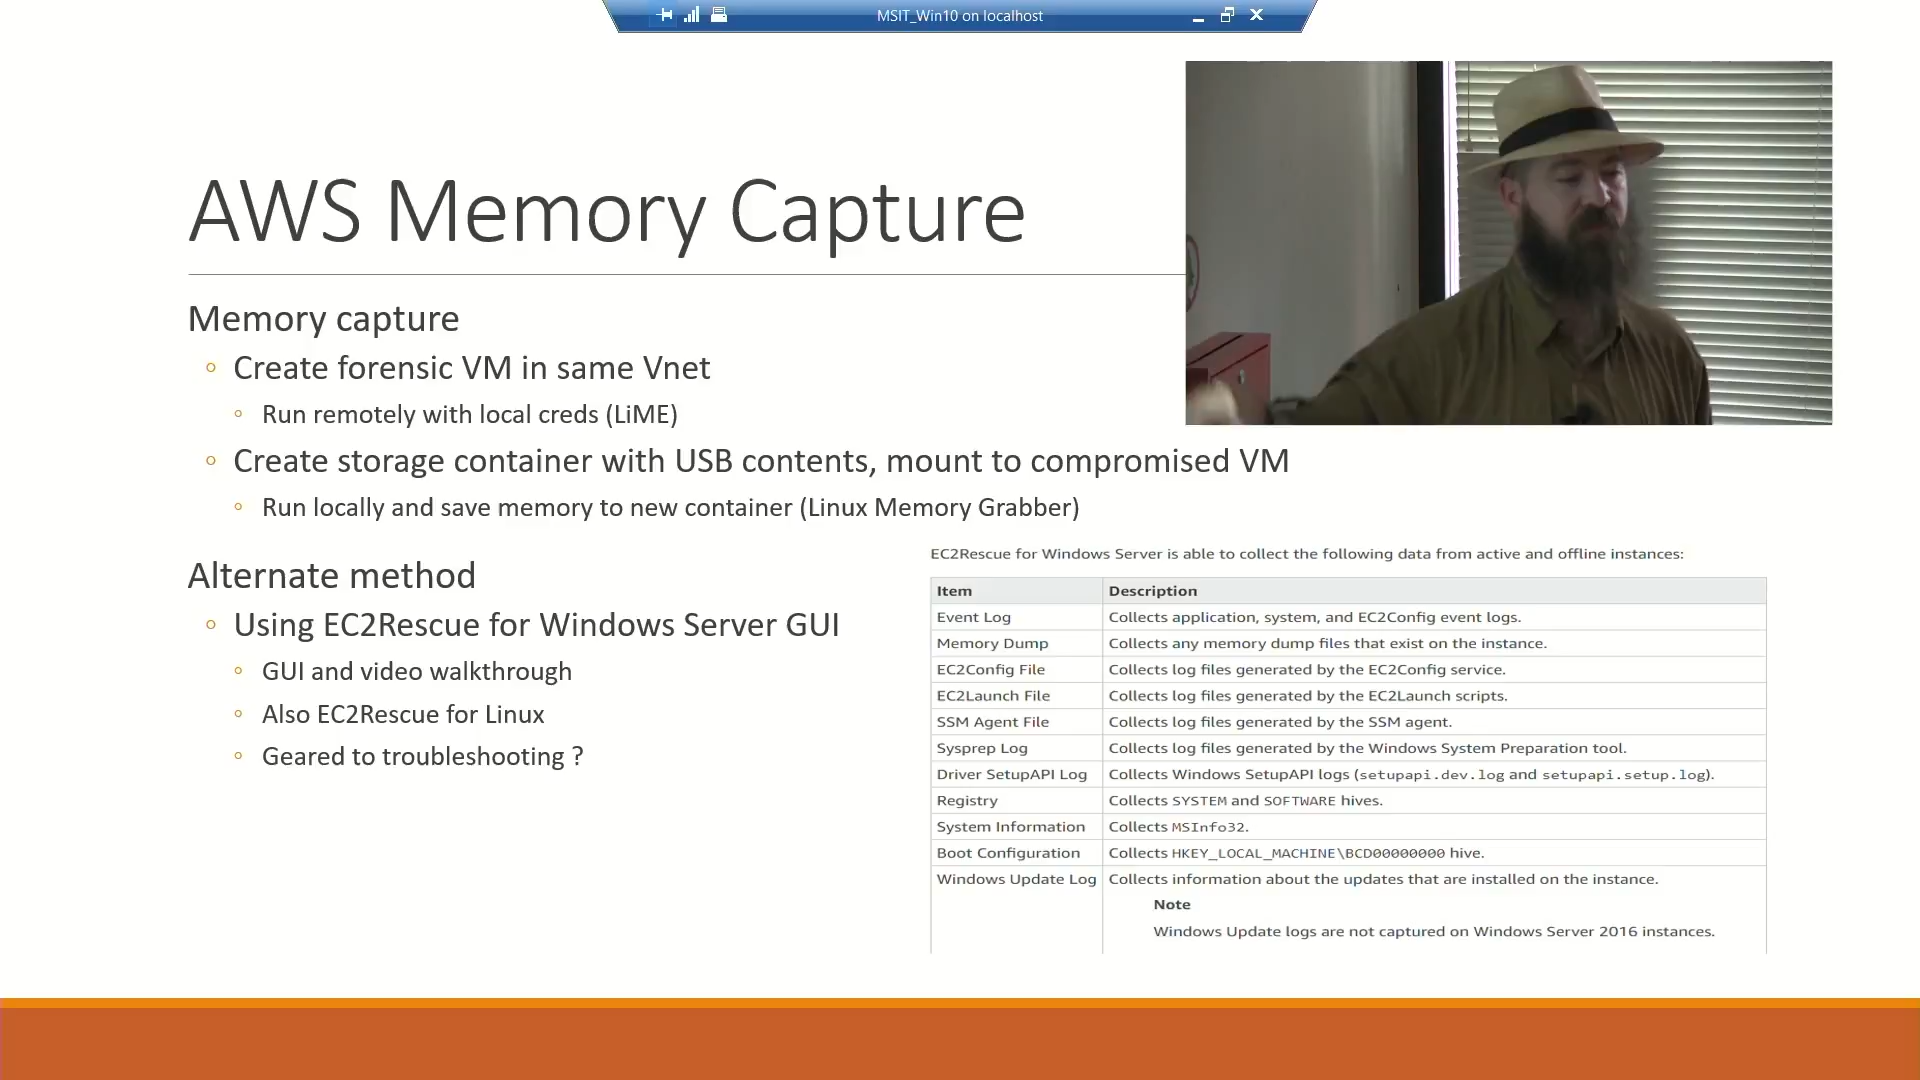 MSIT_Win10 on localhost
AWS Memory Capture
Memory capture
Create forensic VM in same Vnet
Run remotely with local creds (LiME)
Create storage container with USB contents, mount to compromised VM
Run locally and save memory to new container (Linux Memory Grabber)
Alternate method
Using EC2Rescue for Windows Server GUI
GUI and video walkthrough
Also EC2Rescue for Linux
Geared to troubleshooting ?
EC2Rescue for Windows Server is able to collect the following data from active and offline instances:
Item Description
Event Log Collects application, system, and EC2Config event logs.
Memory Dump Collects any memory dump files that exist on the instance.
EC2Config File Collects log files generated by the EC2Config service.
EC2Launch File Collects log files generated by the EC2Launch scripts.
SSM Agent File Collects log files generated by the SSM agent.
Sysprep Log Collects log files generated by the Windows System Preparation tool.
Driver SetupAPI Log Collects Windows SetupAPI logs (setupapi.dev.log and setupapi.setup.log).
Registry Collects SYSTEM and SOFTWARE hives.
System Information Collects MSInfo32.
Boot Configuration Collects HKEY_LOCAL_MACHINE\BCD00000000 hive.
Windows Update Log Collects information about the updates that are installed on the instance.
Note
Windows Update logs are not captured on Windows Server 2016 instances.